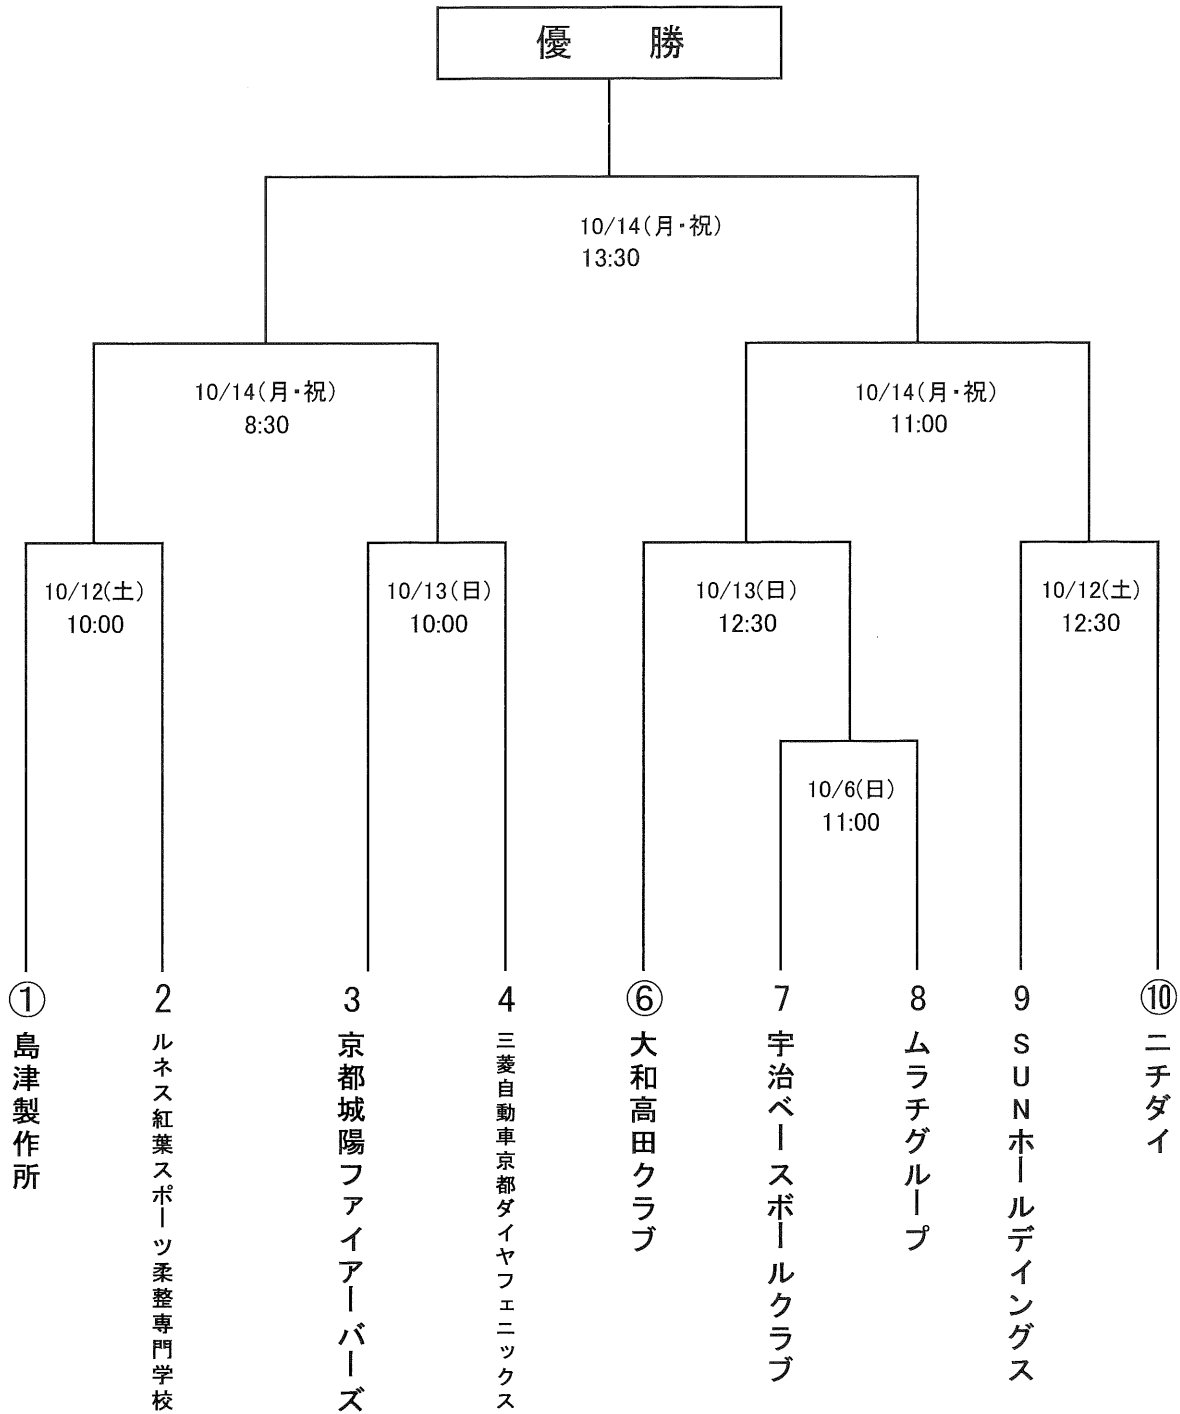 優 勝
10/14(月・祝)
13:30
10/14(月・祝)
8:30
10/14(月・祝)
11:00
10/12(土)
10:00
10/13(日)
10:00
10/13(日)
12:30
10/12(土)
12:30
10/6(日)
11:00
①
島津製作所
2
ルネス紅葉スポーツ柔整専門学校
3
京都城陽ファイアーバーズ
4
三菱自動車京都ダイヤフェニックス
⑥
大和高田クラブ
7
宇治ベースボールクラブ
8
ムラチグループ
9
SUNホールデイングス
⑩
ニチダイ